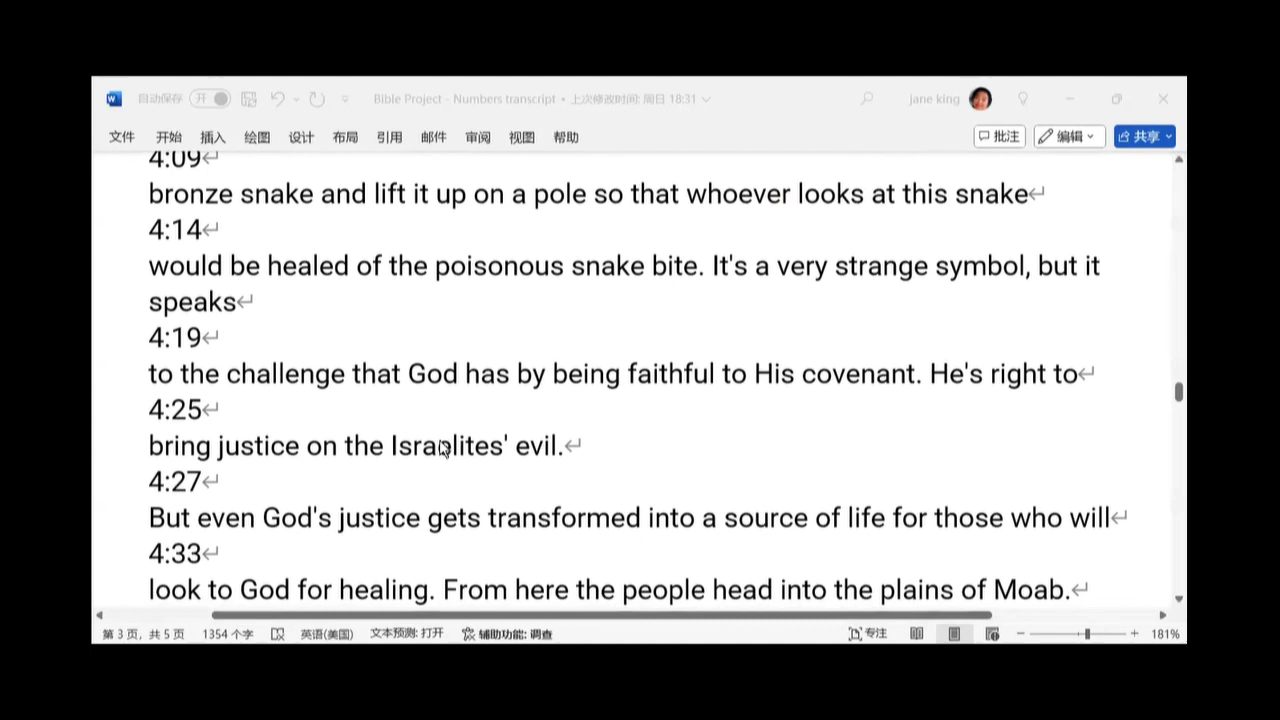 自动保存 开 Bible Project - Numbers transcript • 上次修改时间: 周日 18:31 jane king
文件 开始 插入 绘图 设计 布局 引用 邮件 审阅 视图 帮助 批注 编辑 共享
4:09
bronze snake and lift it up on a pole so that whoever looks at this snake
4:14
would be healed of the poisonous snake bite. It's a very strange symbol, but it
speaks
4:19
to the challenge that God has by being faithful to His covenant. He's right to
4:25
bring justice on the Israelites' evil.
4:27
But even God's justice gets transformed into a source of life for those who will
4:33
look to God for healing. From here the people head into the plains of Moab.
第 3 页, 共 5 页 1354 个字 英语(美国) 文本预测: 打开 辅助功能: 调查 专注 181%